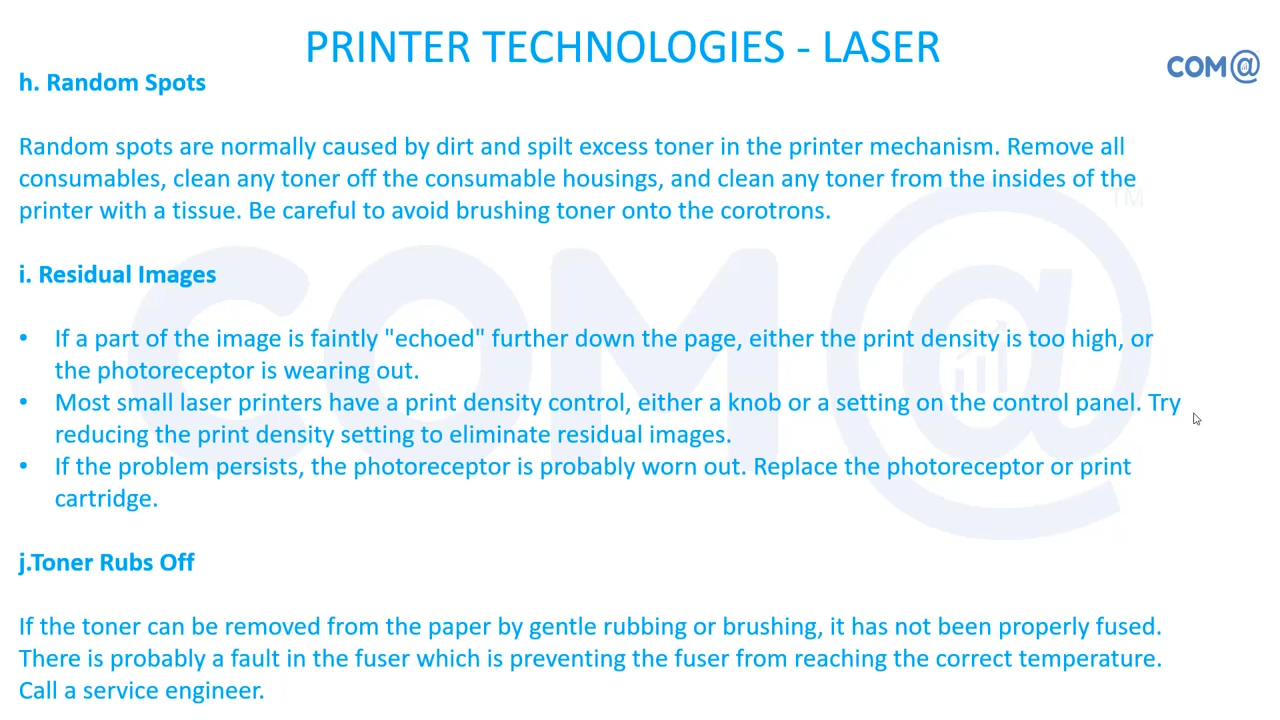 PRINTER TECHNOLOGIES - LASER
COM@
h. Random Spots
Random spots are normally caused by dirt and spilt excess toner in the printer mechanism. Remove all
consumables, clean any toner off the consumable housings, and clean any toner from the insides of the
printer with a tissue. Be careful to avoid brushing toner onto the corotrons.
TM
COM@
i. Residual Images
• If a part of the image is faintly "echoed" further down the page, either the print density is too high, or
the photoreceptor is wearing out.
• Most small laser printers have a print density control, either a knob or a setting on the control panel. Try
reducing the print density setting to eliminate residual images.
• If the problem persists, the photoreceptor is probably worn out. Replace the photoreceptor or print
cartridge.
j.Toner Rubs Off
If the toner can be removed from the paper by gentle rubbing or brushing, it has not been properly fused.
There is probably a fault in the fuser which is preventing the fuser from reaching the correct temperature.
Call a service engineer.